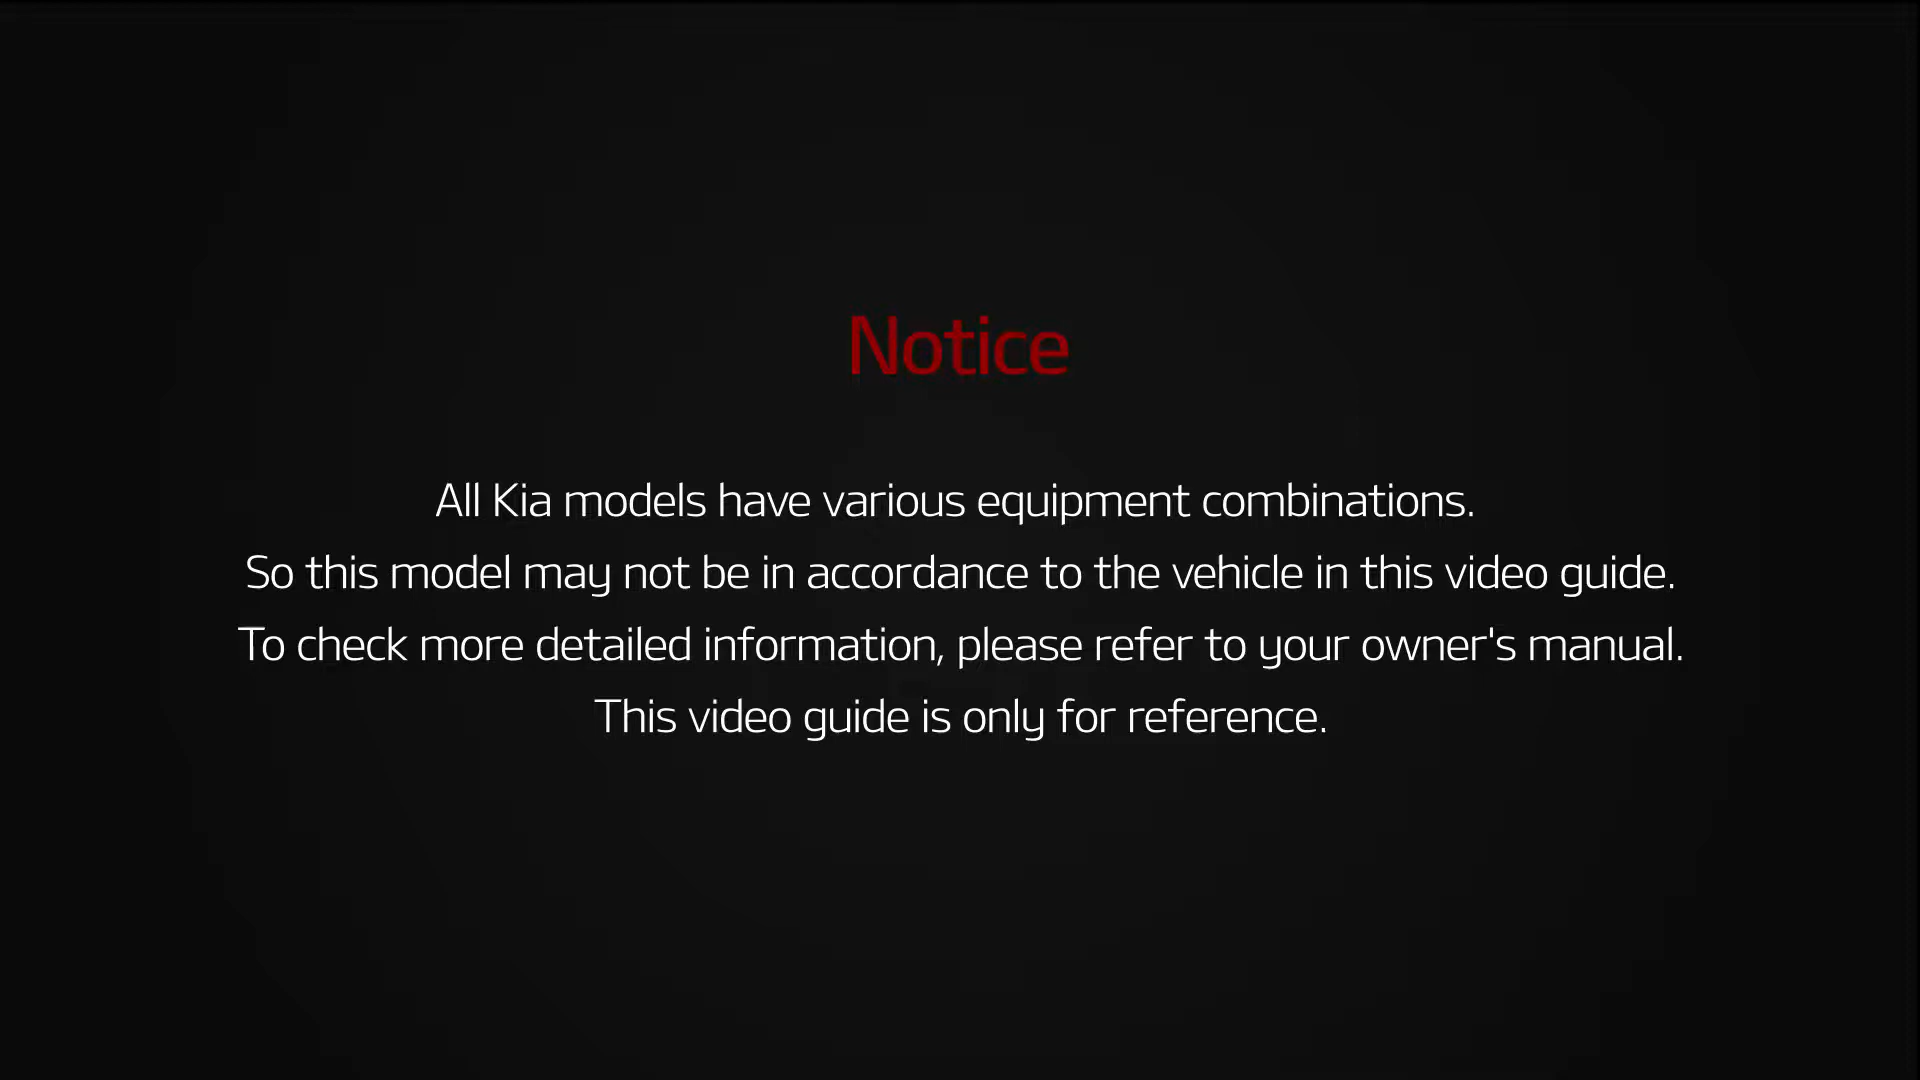 Notice
All Kia models have various equipment combinations.
So this model may not be in accordance to the vehicle in this video guide.
To check more detailed information, please refer to your owner's manual.
This video guide is only for reference.